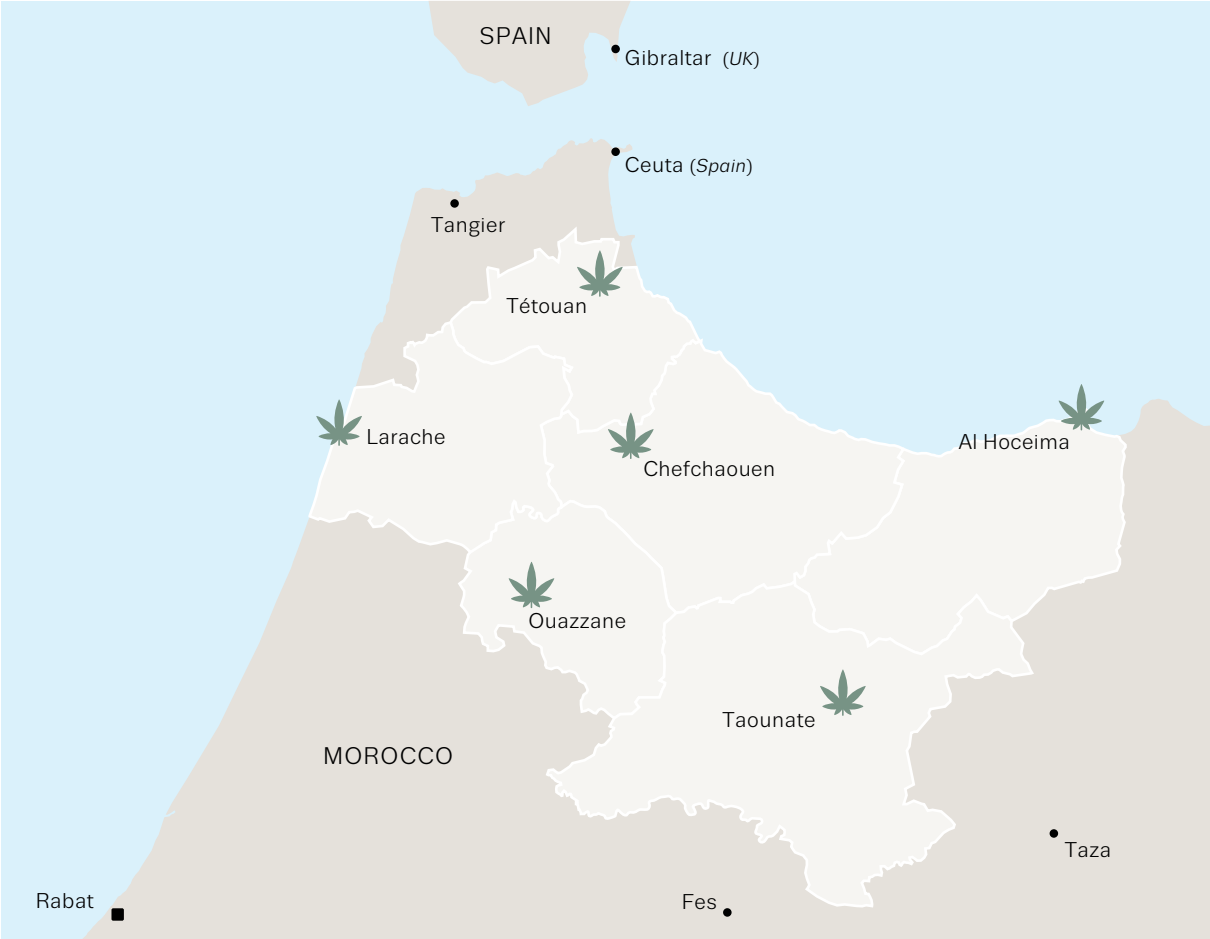 SPAIN
Gibraltar (UK)
Ceuta (Spain)
Tangier
Tétouan
Larache
Al Hoceima
Chefchaouen
Ouazzane
Taounate
MOROCCO
Taza
Rabat
Fes